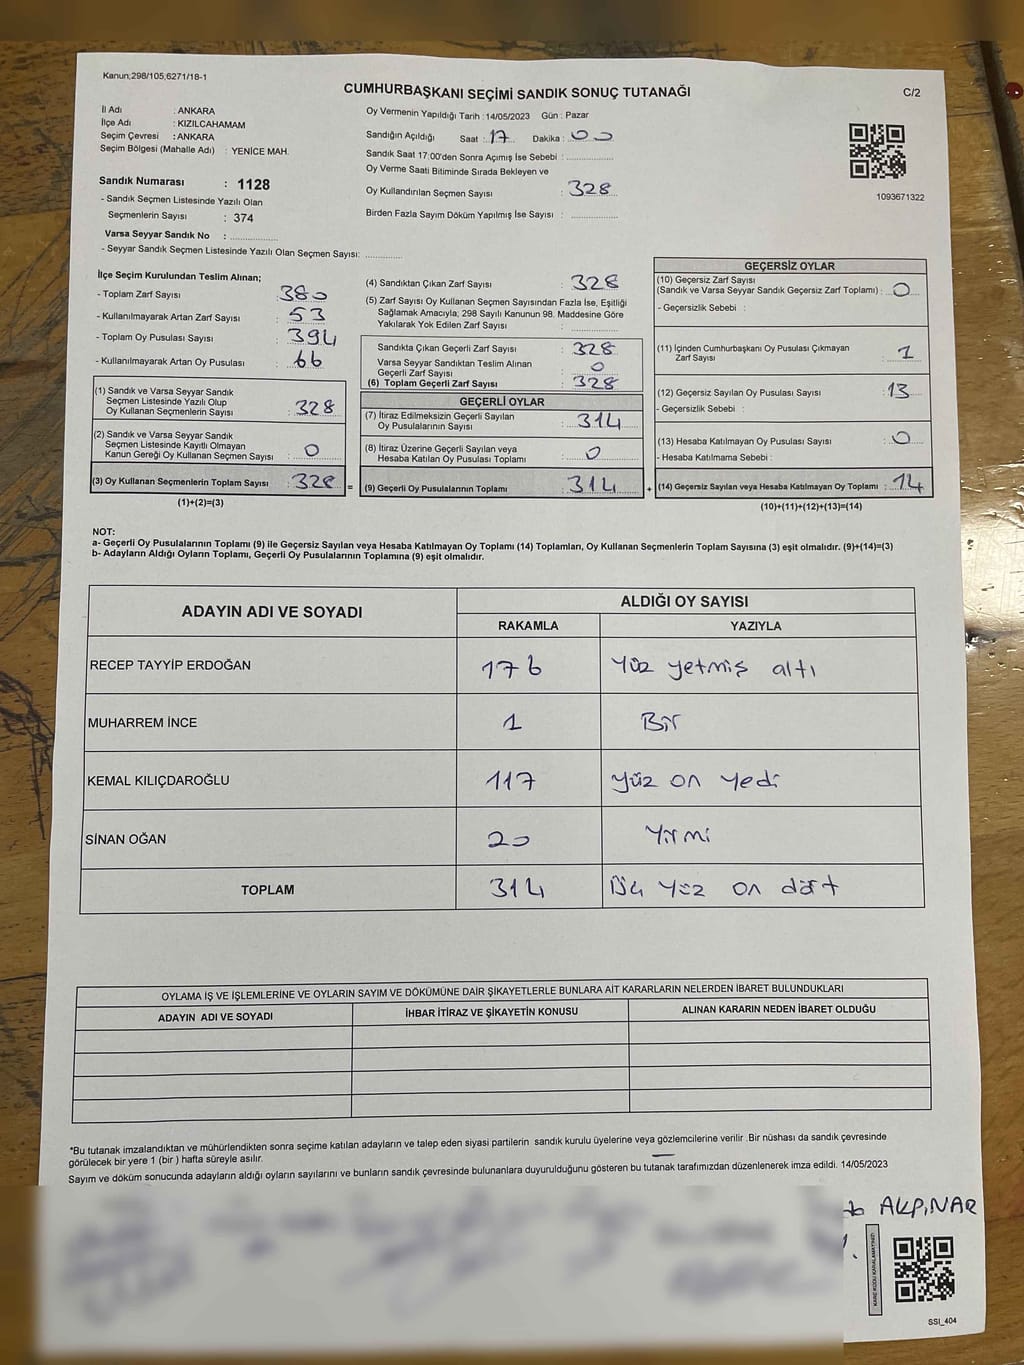 Kanun;298/105,6271/18-1
CUMHURBAŞKANI SEÇİMİ SANDIK SONUÇ TUTANAĞI
C/2
İl Adı : ANKARA
İlçe Adı : KIZILCAHAMAM
Seçim Çevresi : ANKARA
Seçim Bölgesi (Mahalle Adı) : YENİCE MAH.
Sandık Numarası : 1128
- Sandık Seçmen Listesinde Yazılı Olan
Seçmenlerin Sayısı : 374
Varsa Seyyar Sandık No :
- Seyyar Sandık Seçmen Listesinde Yazılı Olan Seçmen Sayısı:
Oy Vermenin Yapıldığı Tarih : 14/05/2023 Gün : Pazar
Sandığın Açıldığı Saat : 17 Dakika : 00
Sandık Saat 17:00'den Sonra Açımış İse Sebebi :
Oy Verme Saati Bitiminde Sırada Bekleyen ve
Oy Kullandırılan Seçmen Sayısı : 328
Birden Fazla Sayım Döküm Yapılmış İse Sayısı :
1093671322
İlçe Seçim Kurulundan Teslim Alınan;
- Toplam Zarf Sayısı : 380
- Kullanılmayarak Artan Zarf Sayısı : 53
- Toplam Oy Pusulası Sayısı : 394
- Kullanılmayarak Artan Oy Pusulası : 66
(1) Sandık ve Varsa Seyyar Sandık
Seçmen Listesinde Yazılı Olup
Oy Kullanan Seçmenlerin Sayısı : 328
(2) Sandık ve Varsa Seyyar Sandık
Seçmen Listesinde Kayıtlı Olmayan
Kanun Gereği Oy Kullanan Seçmen Sayısı : 0
(3) Oy Kullanan Seçmenlerin Toplam Sayısı : 328 =
(1)+(2)=(3)
(4) Sandıktan Çıkan Zarf Sayısı : 328
(5) Zarf Sayısı Oy Kullanan Seçmen Sayısından Fazla İse, Eşitliği
Sağlamak Amacıyla; 298 Sayılı Kanunun 98. Maddesine Göre
Yakılarak Yok Edilen Zarf Sayısı :
Sandıkta Çıkan Geçerli Zarf Sayısı : 328
Varsa Seyyar Sandıktan Teslim Alınan
Geçerli Zarf Sayısı : 0
(6) Toplam Geçerli Zarf Sayısı : 328
GEÇERLİ OYLAR
(7) İtiraz Edilmeksizin Geçerli Sayılan
Oy Pusulalarının Sayısı : 314
(8) İtiraz Üzerine Geçerli Sayılan veya
Hesaba Katılan Oy Pusulası Toplamı : 0
(9) Geçerli Oy Pusulalarının Toplamı : 314 +
GEÇERSİZ OYLAR
(10) Geçersiz Zarf Sayısı
(Sandık ve Varsa Seyyar Sandık Geçersiz Zarf Toplamı) : 0
- Geçersizlik Sebebi :
(11) İçinden Cumhurbaşkanı Oy Pusulası Çıkmayan
Zarf Sayısı : 1
(12) Geçersiz Sayılan Oy Pusulası Sayısı : 13
- Geçersizlik Sebebi :
(13) Hesaba Katılmayan Oy Pusulası Sayısı : 0
- Hesaba Katılmama Sebebi :
(14) Geçersiz Sayılan veya Hesaba Katılmayan Oy Toplamı : 14
(10)+(11)+(12)+(13)=(14)
NOT:
a- Geçerli Oy Pusulalarının Toplamı (9) ile Geçersiz Sayılan veya Hesaba Katılmayan Oy Toplamı (14) Toplamları, Oy Kullanan Seçmenlerin Toplam Sayısına (3) eşit olmalıdır. (9)+(14)=(3)
b- Adayların Aldığı Oyların Toplamı, Geçerli Oy Pusulalarının Toplamına (9) eşit olmalıdır.
ADAYIN ADI VE SOYADI
ALDIĞI OY SAYISI
RAKAMLA YAZIYLA
RECEP TAYYİP ERDOĞAN 176 Yüz yetmiş altı
MUHARREM İNCE 1 Bir
KEMAL KILIÇDAROĞLU 117 yüz on yedi
SİNAN OĞAN 20 Yirmi
TOPLAM 314 Üç yüz on dört
OYLAMA İŞ VE İŞLEMLERİNE VE OYLARIN SAYIM VE DÖKÜMÜNE DAİR ŞİKAYETLERLE BUNLARA AİT KARARLARIN NELERDEN İBARET BULUNDUKLARI
ADAYIN ADI VE SOYADI İHBAR İTİRAZ VE ŞİKAYETİN KONUSU ALINAN KARARIN NEDEN İBARET OLDUĞU
*Bu tutanak imzalandıktan ve mühürlendikten sonra seçime katılan adayların ve talep eden siyasi partilerin sandık kurulu üyelerine veya gözlemcilerine verilir .Bir nüshası da sandık çevresinde
görülecek bir yere 1 (bir ) hafta süreyle asılır.
Sayım ve döküm sonucunda adayların aldığı oyların sayılarını ve bunların sandık çevresinde bulunanlara duyurulduğunu gösteren bu tutanak tarafımızdan düzenlenerek imza edildi. 14/05/2023
AKPINAR
KARE KODU KARALAMAYINIZ!
SSI_404